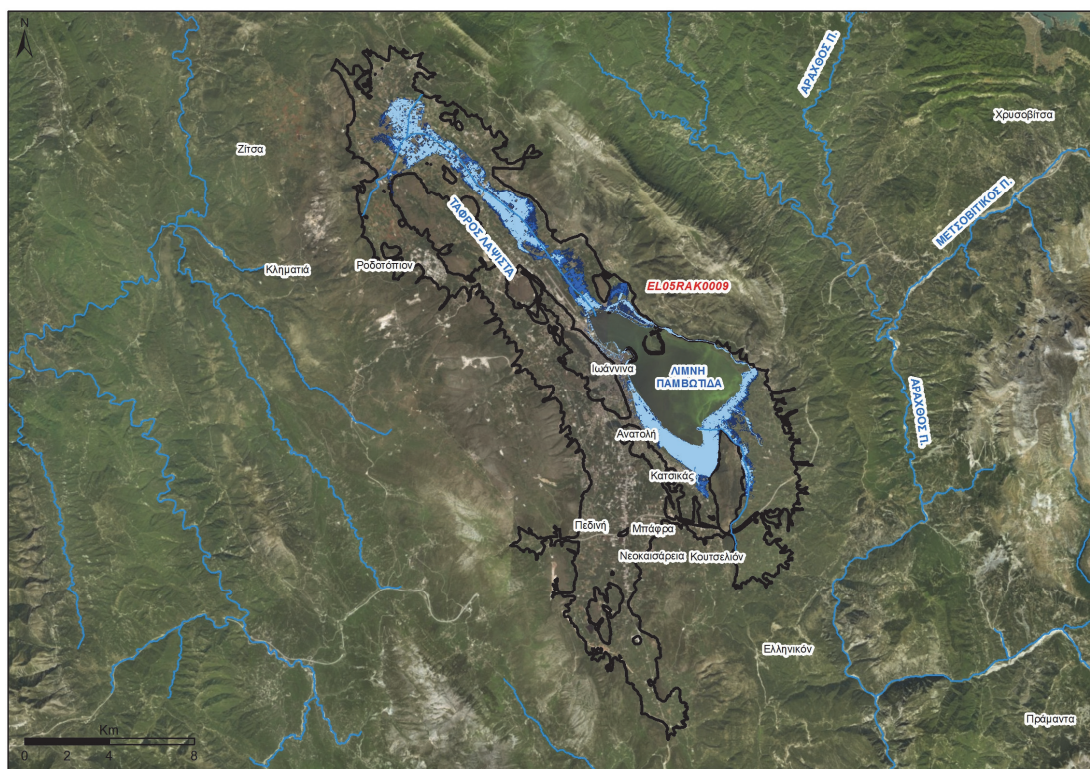 N
ΑΡΑΧΘΟΣ Π.
Χρυσοβίτσα
Ζίτσα
ΜΕΤΣΟΒΙΤΙΚΟΣ Π.
ΤΑΦΡΟΣ ΛΑΨΙΣΤΑ
Κληματιά
Ροδοτόπιον
EL05RAK0009
Ιωάννινα
ΛΙΜΝΗ
ΠΑΜΒΩΤΙΔΑ
ΑΡΑΧΘΟΣ Π.
Ανατολή
Κατσικάς
Πεδινή
Μπάφρα
Νεοκαισάρεια
Κουτσελιόν
Ελληνικόν
Πράμαντα
Km
0 2 4 8